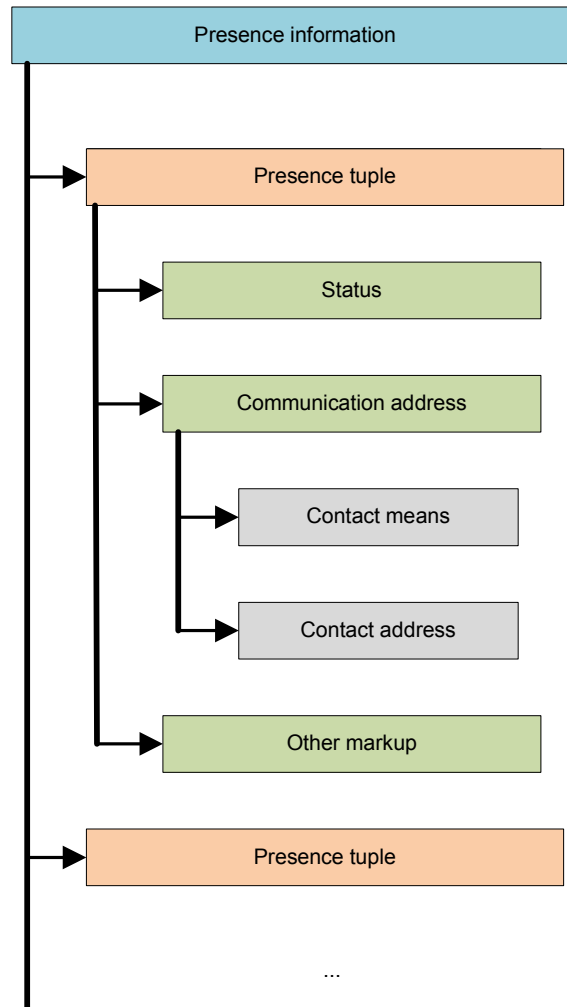 Presence information
Presence tuple
Status
Communication address
Contact means
Contact address
Other markup
Presence tuple
...